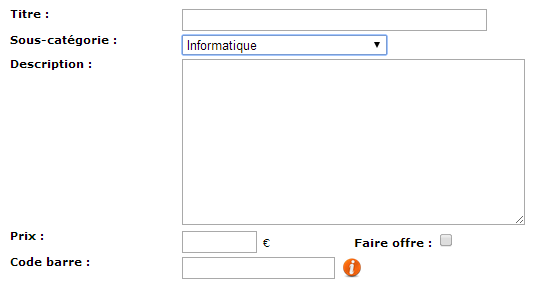 Titre :
Sous-catégorie : Informatique
Description :
Prix : € Faire offre :
Code barre : i